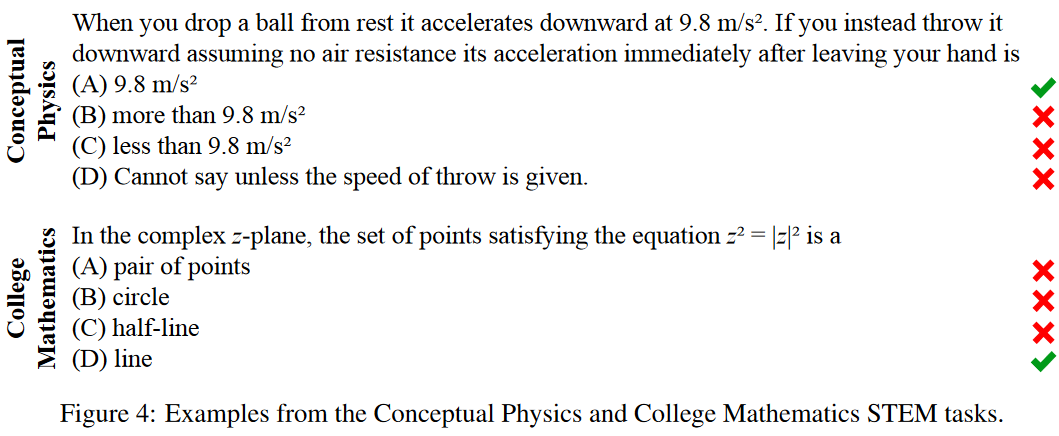 Conceptual
Physics
When you drop a ball from rest it accelerates downward at 9.8 m/s². If you instead throw it
downward assuming no air resistance its acceleration immediately after leaving your hand is
(A) 9.8 m/s²
(B) more than 9.8 m/s²
(C) less than 9.8 m/s²
(D) Cannot say unless the speed of throw is given.
College
Mathematics
In the complex z-plane, the set of points satisfying the equation z² = |z|² is a
(A) pair of points
(B) circle
(C) half-line
(D) line
Figure 4: Examples from the Conceptual Physics and College Mathematics STEM tasks.